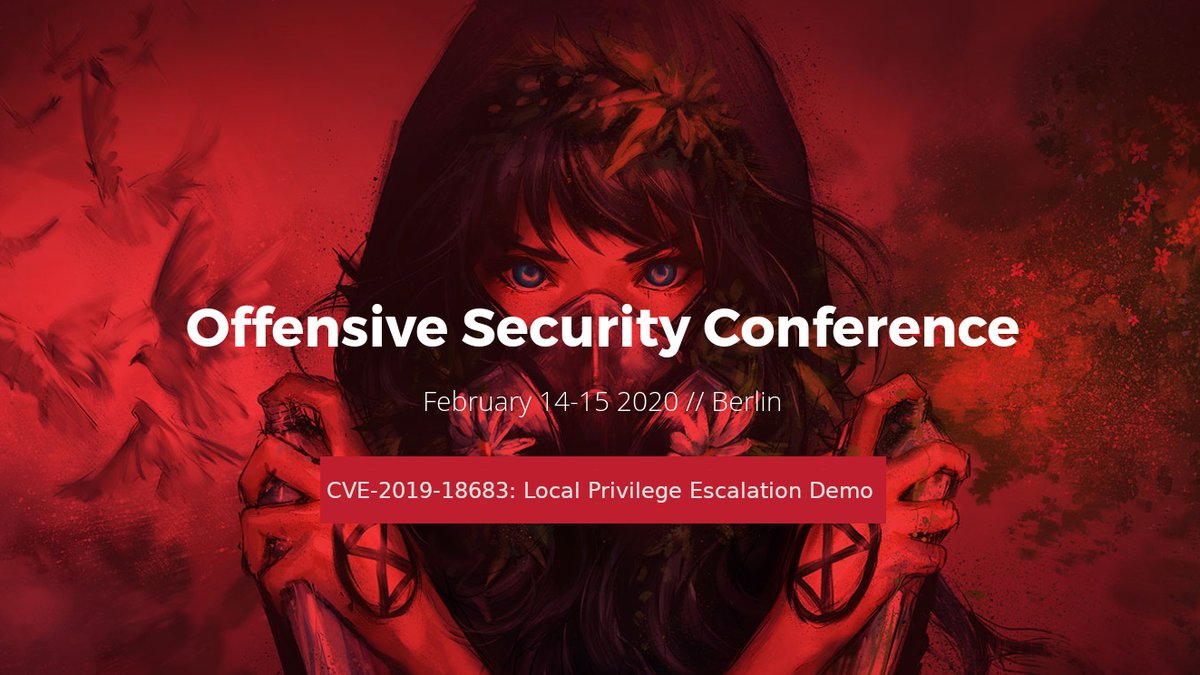 Offensive Security Conference
February 14-15 2020 // Berlin
CVE-2019-18683: Local Privilege Escalation Demo